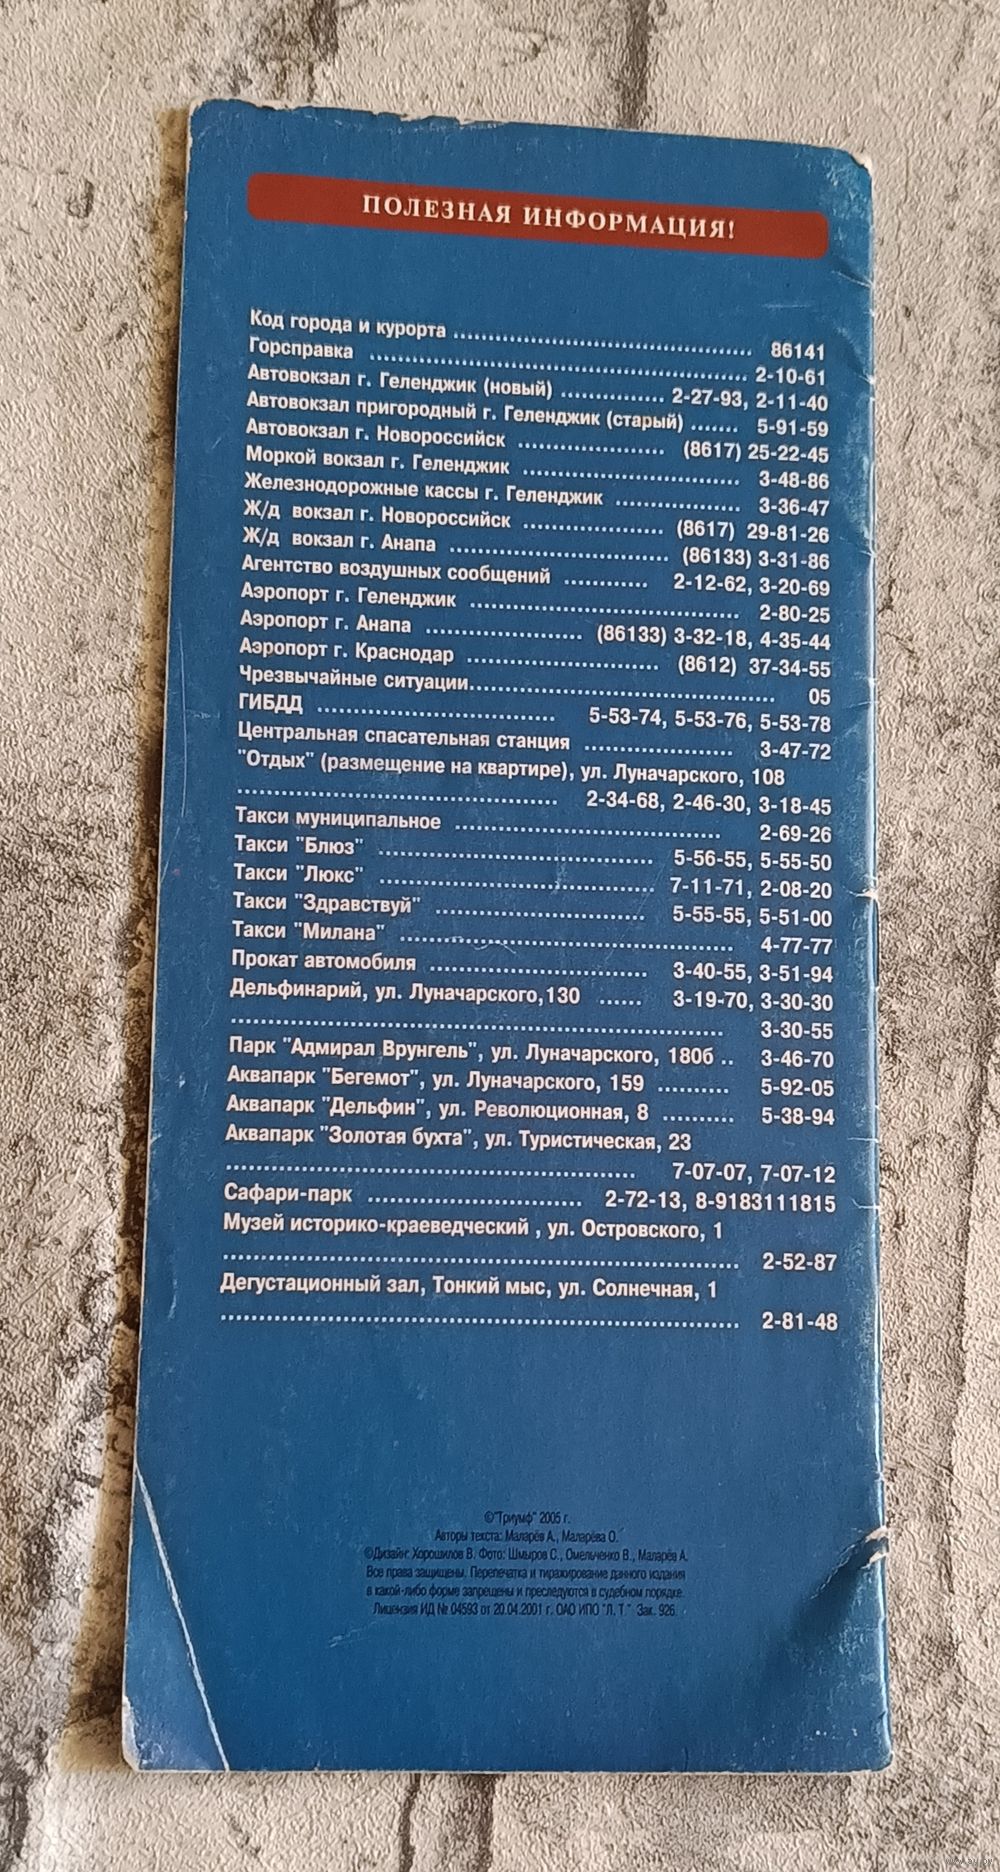 ПОЛЕЗНАЯ ИНФОРМАЦИЯ!
Код города и курорта ........ 86141
Горсправка ........ 2-10-61
Автовокзал г. Геленджик (новый) ........ 2-27-93, 2-11-40
Автовокзал пригородный г. Геленджик (старый) ....... 5-91-59
Автовокзал г. Новороссийск ........ (8617) 25-22-45
Моркой вокзал г. Геленджик ........ 3-48-86
Железнодорожные кассы г. Геленджик ........ 3-36-47
Ж/д вокзал г. Новороссийск ........ (8617) 29-81-26
Ж/д вокзал г. Анапа ........ (86133) 3-31-86
Агентство воздушных сообщений ........ 2-12-62, 3-20-69
Аэропорт г. Геленджик ........ 2-80-25
Аэропорт г. Анапа ........ (86133) 3-32-18, 4-35-44
Аэропорт г. Краснодар ........ (8612) 37-34-55
Чрезвычайные ситуации........ 05
ГИБДД ........ 5-53-74, 5-53-76, 5-53-78
Центральная спасательная станция ........ 3-47-72
"Отдых" (размещение на квартире), ул. Луначарского, 108
........ 2-34-68, 2-46-30, 3-18-45
Такси муниципальное ........ 2-69-26
Такси "Блюз" ........ 5-56-55, 5-55-50
Такси "Люкс" ........ 7-11-71, 2-08-20
Такси "Здравствуй" ........ 5-55-55, 5-51-00
Такси "Милана" ........ 4-77-77
Прокат автомобиля ........ 3-40-55, 3-51-94
Дельфинарий, ул. Луначарского,130 ...... 3-19-70, 3-30-30
........ 3-30-55
Парк "Адмирал Врунгель", ул. Луначарского, 180б .. 3-46-70
Аквапарк "Бегемот", ул. Луначарского, 159 ........ 5-92-05
Аквапарк "Дельфин", ул. Революционная, 8 ........ 5-38-94
Аквапарк "Золотая бухта", ул. Туристическая, 23
........ 7-07-07, 7-07-12
Сафари-парк ........ 2-72-13, 8-9183111815
Музей историко-краеведческий , ул. Островского, 1
........ 2-52-87
Дегустационный зал, Тонкий мыс, ул. Солнечная, 1
........ 2-81-48
©"Триумф" 2005 г.
Авторы текста: Маларёв А., Маларёва О.
©Дизайн: Хорошилов В. Фото: Шмыров С., Омельченко В., Маларёв А.
Все права защищены. Перепечатка и тиражирование данного издания
в какой-либо форме запрещены и преследуются в судебном порядке.
Лицензия ИД № 04593 от 20.04.2001 г. ОАО ИПО "Л. Т." Зак. 926.